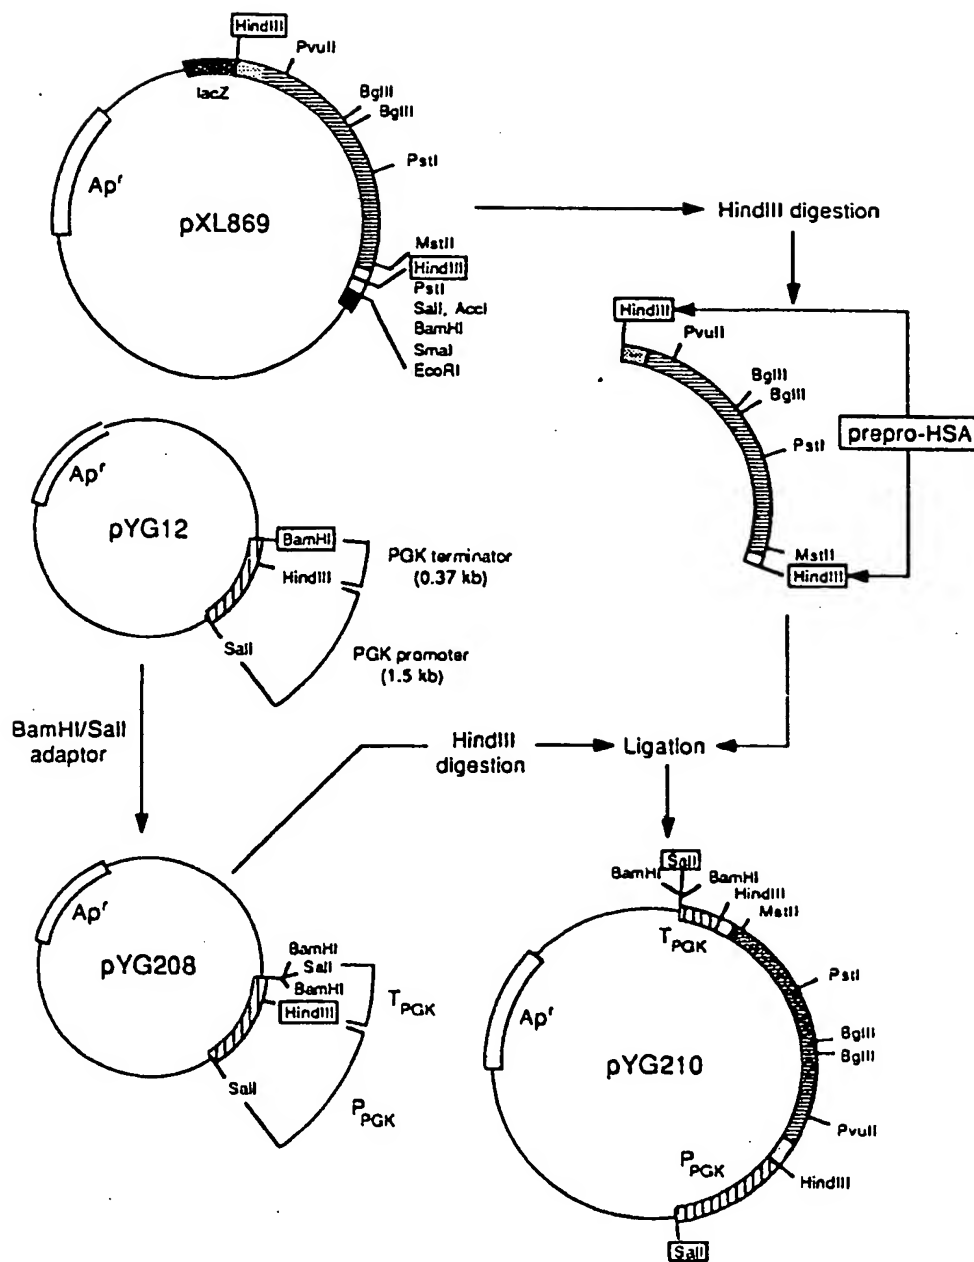 HindIII
PvuII
lacZ
BglII
BglII
PstI
Apr
pXL869
MstII
HindIII
PstI
SalI, AccI
BamHI
SmaI
EcoRI
HindIII digestion
HindIII
PvuII
BglII
BglII
PstI
prepro-HSA
MstII
HindIII
Apr
pYG12
BamHI
HindIII
SalI
PGK terminator
(0.37 kb)
PGK promoter
(1.5 kb)
BamHI/SalI
adaptor
HindIII
digestion
Ligation
Apr
pYG208
BamHI
SalI
BamHI
HindIII
SalI
TPGK
PPGK
SalI
BamHI
BamHI
HindIII
MstII
TPGK
PstI
Apr
BglII
BglII
pYG210
PvuII
PPGK
HindIII
SalI